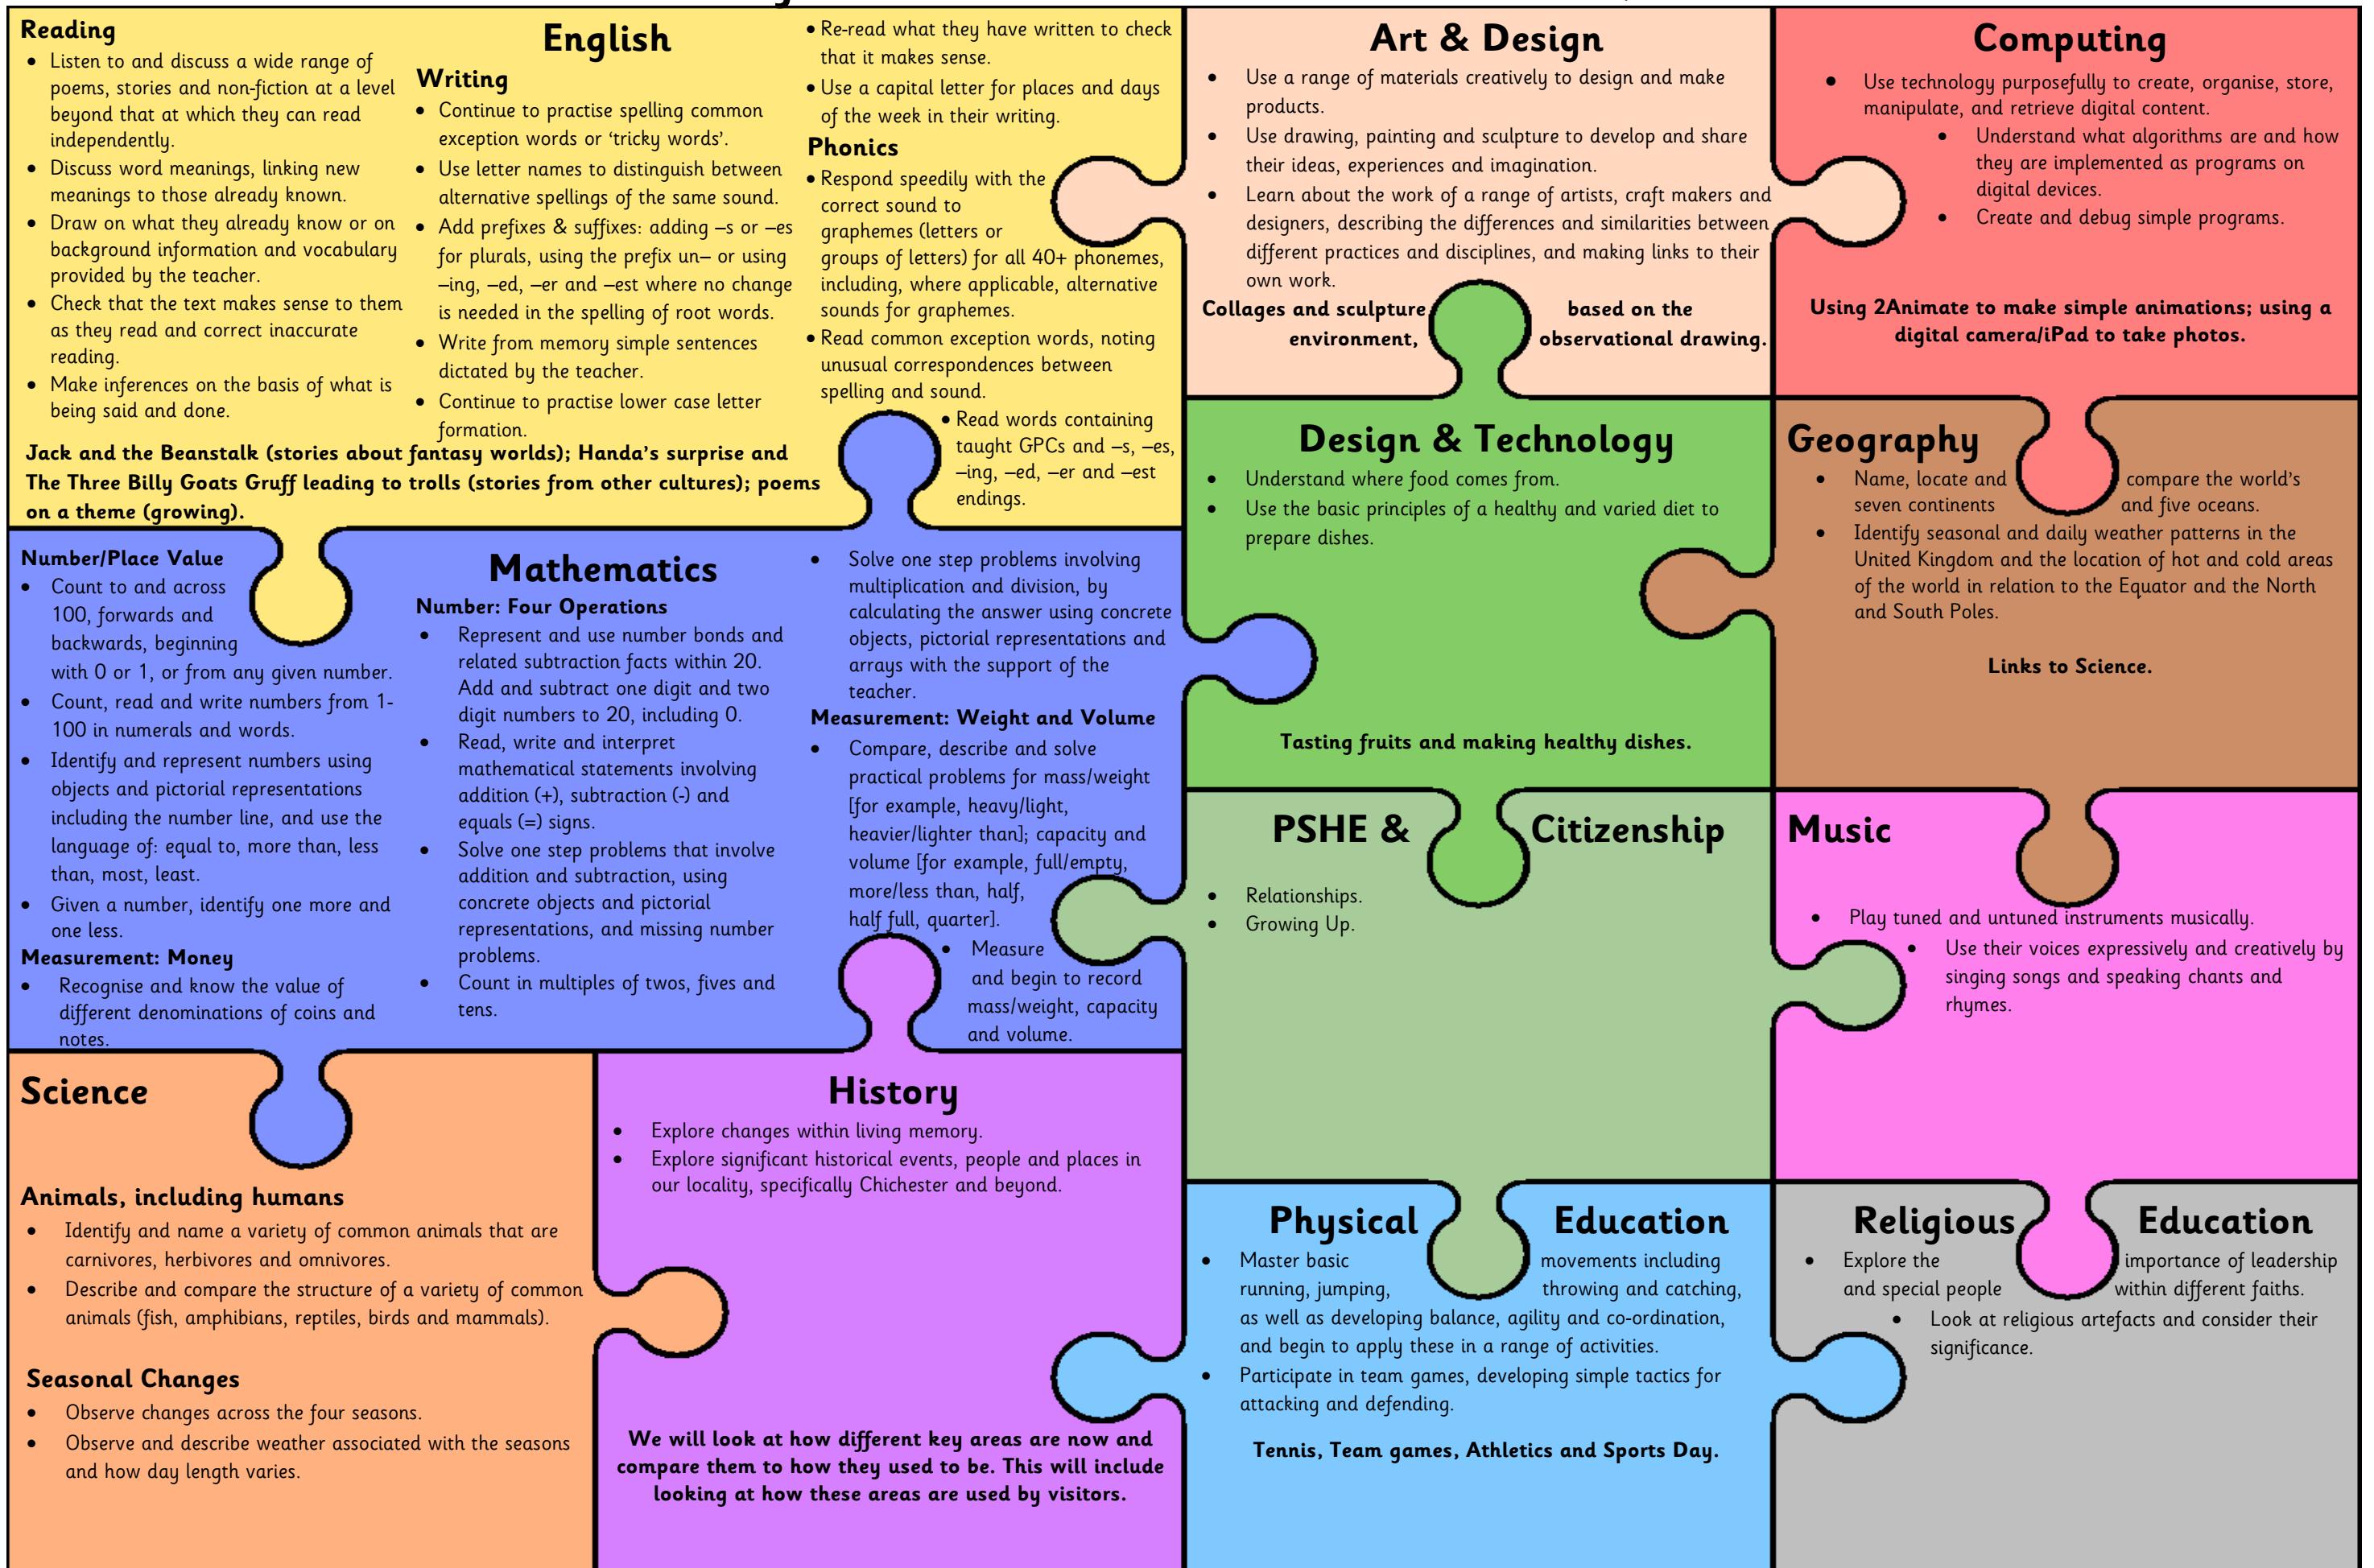 Reading
• Listen to and discuss a wide range of
poems, stories and non-fiction at a level
beyond that at which they can read
independently.
• Discuss word meanings, linking new
meanings to those already known.
• Draw on what they already know or on
background information and vocabulary
provided by the teacher.
• Check that the text makes sense to them
as they read and correct inaccurate
reading.
• Make inferences on the basis of what is
being said and done.
English
Writing
• Continue to practise spelling common
exception words or ‘tricky words’.
• Use letter names to distinguish between
alternative spellings of the same sound.
• Add prefixes & suffixes: adding –s or –es
for plurals, using the prefix un– or using
–ing, –ed, –er and –est where no change
is needed in the spelling of root words.
• Write from memory simple sentences
dictated by the teacher.
• Continue to practise lower case letter
formation.
• Re-read what they have written to check
that it makes sense.
• Use a capital letter for places and days
of the week in their writing.
Phonics
• Respond speedily with the
correct sound to
graphemes (letters or
groups of letters) for all 40+ phonemes,
including, where applicable, alternative
sounds for graphemes.
• Read common exception words, noting
unusual correspondences between
spelling and sound.
• Read words containing
taught GPCs and –s, –es,
–ing, –ed, –er and –est
endings.
Jack and the Beanstalk (stories about fantasy worlds); Handa’s surprise and
The Three Billy Goats Gruff leading to trolls (stories from other cultures); poems
on a theme (growing).
Art & Design
• Use a range of materials creatively to design and make
products.
• Use drawing, painting and sculpture to develop and share
their ideas, experiences and imagination.
• Learn about the work of a range of artists, craft makers and
designers, describing the differences and similarities between
different practices and disciplines, and making links to their
own work.
Collages and sculpture based on the
environment, observational drawing.
Computing
• Use technology purposefully to create, organise, store,
manipulate, and retrieve digital content.
• Understand what algorithms are and how
they are implemented as programs on
digital devices.
• Create and debug simple programs.
Using 2Animate to make simple animations; using a
digital camera/iPad to take photos.
Design & Technology
• Understand where food comes from.
• Use the basic principles of a healthy and varied diet to
prepare dishes.
Tasting fruits and making healthy dishes.
Geography
• Name, locate and compare the world’s
seven continents and five oceans.
• Identify seasonal and daily weather patterns in the
United Kingdom and the location of hot and cold areas
of the world in relation to the Equator and the North
and South Poles.
Links to Science.
Mathematics
Number/Place Value
• Count to and across
100, forwards and
backwards, beginning
with 0 or 1, or from any given number.
• Count, read and write numbers from 1-
100 in numerals and words.
• Identify and represent numbers using
objects and pictorial representations
including the number line, and use the
language of: equal to, more than, less
than, most, least.
• Given a number, identify one more and
one less.
Measurement: Money
• Recognise and know the value of
different denominations of coins and
notes.
Number: Four Operations
• Represent and use number bonds and
related subtraction facts within 20.
Add and subtract one digit and two
digit numbers to 20, including 0.
• Read, write and interpret
mathematical statements involving
addition (+), subtraction (-) and
equals (=) signs.
• Solve one step problems that involve
addition and subtraction, using
concrete objects and pictorial
representations, and missing number
problems.
• Count in multiples of twos, fives and
tens.
• Solve one step problems involving
multiplication and division, by
calculating the answer using concrete
objects, pictorial representations and
arrays with the support of the
teacher.
Measurement: Weight and Volume
• Compare, describe and solve
practical problems for mass/weight
[for example, heavy/light,
heavier/lighter than]; capacity and
volume [for example, full/empty,
more/less than, half,
half full, quarter].
• Measure
and begin to record
mass/weight, capacity
and volume.
PSHE & Citizenship
• Relationships.
• Growing Up.
Music
• Play tuned and untuned instruments musically.
• Use their voices expressively and creatively by
singing songs and speaking chants and
rhymes.
Science
Animals, including humans
• Identify and name a variety of common animals that are
carnivores, herbivores and omnivores.
• Describe and compare the structure of a variety of common
animals (fish, amphibians, reptiles, birds and mammals).
Seasonal Changes
• Observe changes across the four seasons.
• Observe and describe weather associated with the seasons
and how day length varies.
History
• Explore changes within living memory.
• Explore significant historical events, people and places in
our locality, specifically Chichester and beyond.
We will look at how different key areas are now and
compare them to how they used to be. This will include
looking at how these areas are used by visitors.
Physical Education
• Master basic movements including
running, jumping, throwing and catching,
as well as developing balance, agility and co-ordination,
and begin to apply these in a range of activities.
• Participate in team games, developing simple tactics for
attacking and defending.
Tennis, Team games, Athletics and Sports Day.
Religious Education
• Explore the importance of leadership
and special people within different faiths.
• Look at religious artefacts and consider their
significance.